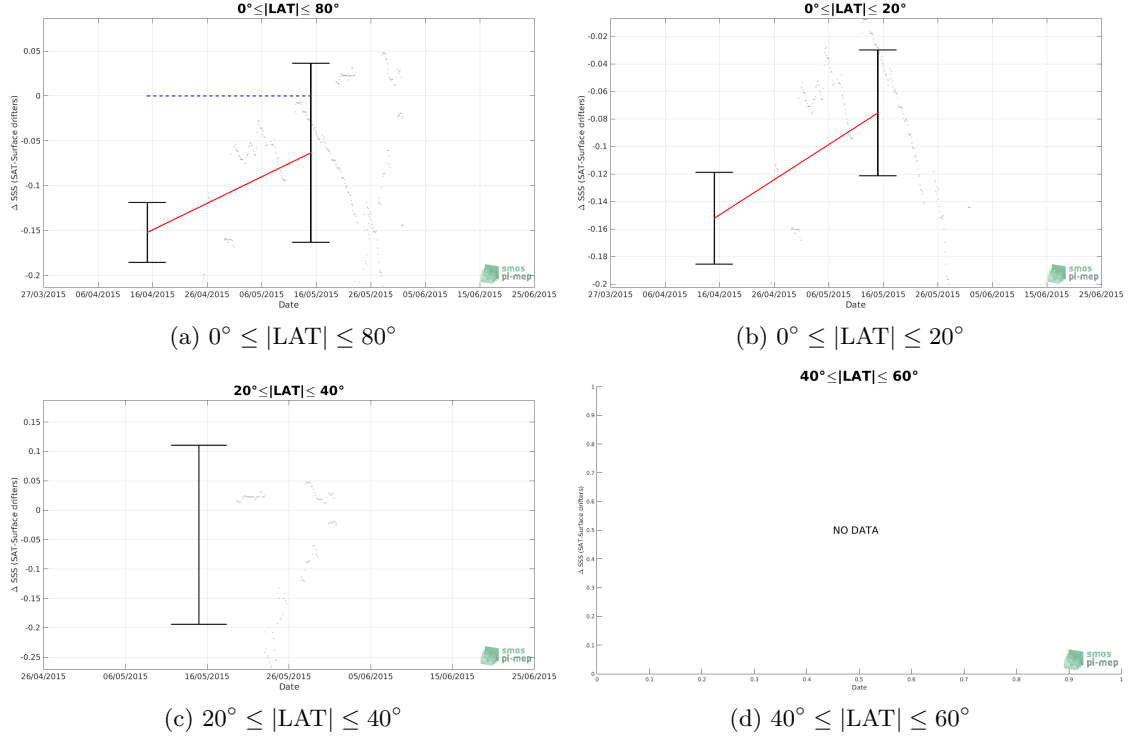 0°≤|LAT|≤ 80°
0.05
0
-0.05
-0.1
-0.15
-0.2
Δ SSS (SAT-Surface drifters)
27/03/2015 06/04/2015 16/04/2015 26/04/2015 06/05/2015 16/05/2015 26/05/2015 05/06/2015 15/06/2015 25/06/2015
Date
smos
pi-mep
(a) 0° ≤ |LAT| ≤ 80°
0°≤|LAT|≤ 20°
-0.02
-0.04
-0.06
-0.08
-0.1
-0.12
-0.14
-0.16
-0.18
-0.2
Δ SSS (SAT-Surface drifters)
27/03/2015 06/04/2015 16/04/2015 26/04/2015 06/05/2015 16/05/2015 26/05/2015 05/06/2015 15/06/2015 25/06/2015
Date
smos
pi-mep
(b) 0° ≤ |LAT| ≤ 20°
20°≤|LAT|≤ 40°
0.15
0.1
0.05
0
-0.05
-0.1
-0.15
-0.2
-0.25
Δ SSS (SAT-Surface drifters)
26/04/2015 06/05/2015 16/05/2015 26/05/2015 05/06/2015 15/06/2015 25/06/2015
Date
smos
pi-mep
(c) 20° ≤ |LAT| ≤ 40°
40°≤|LAT|≤ 60°
1
0.9
0.8
0.7
0.6
0.5
0.4
0.3
0.2
0.1
0
Δ SSS (SAT-Surface drifters)
NO DATA
0 0.1 0.2 0.3 0.4 0.5 0.6 0.7 0.8 0.9 1
Date
smos
pi-mep
(d) 40° ≤ |LAT| ≤ 60°